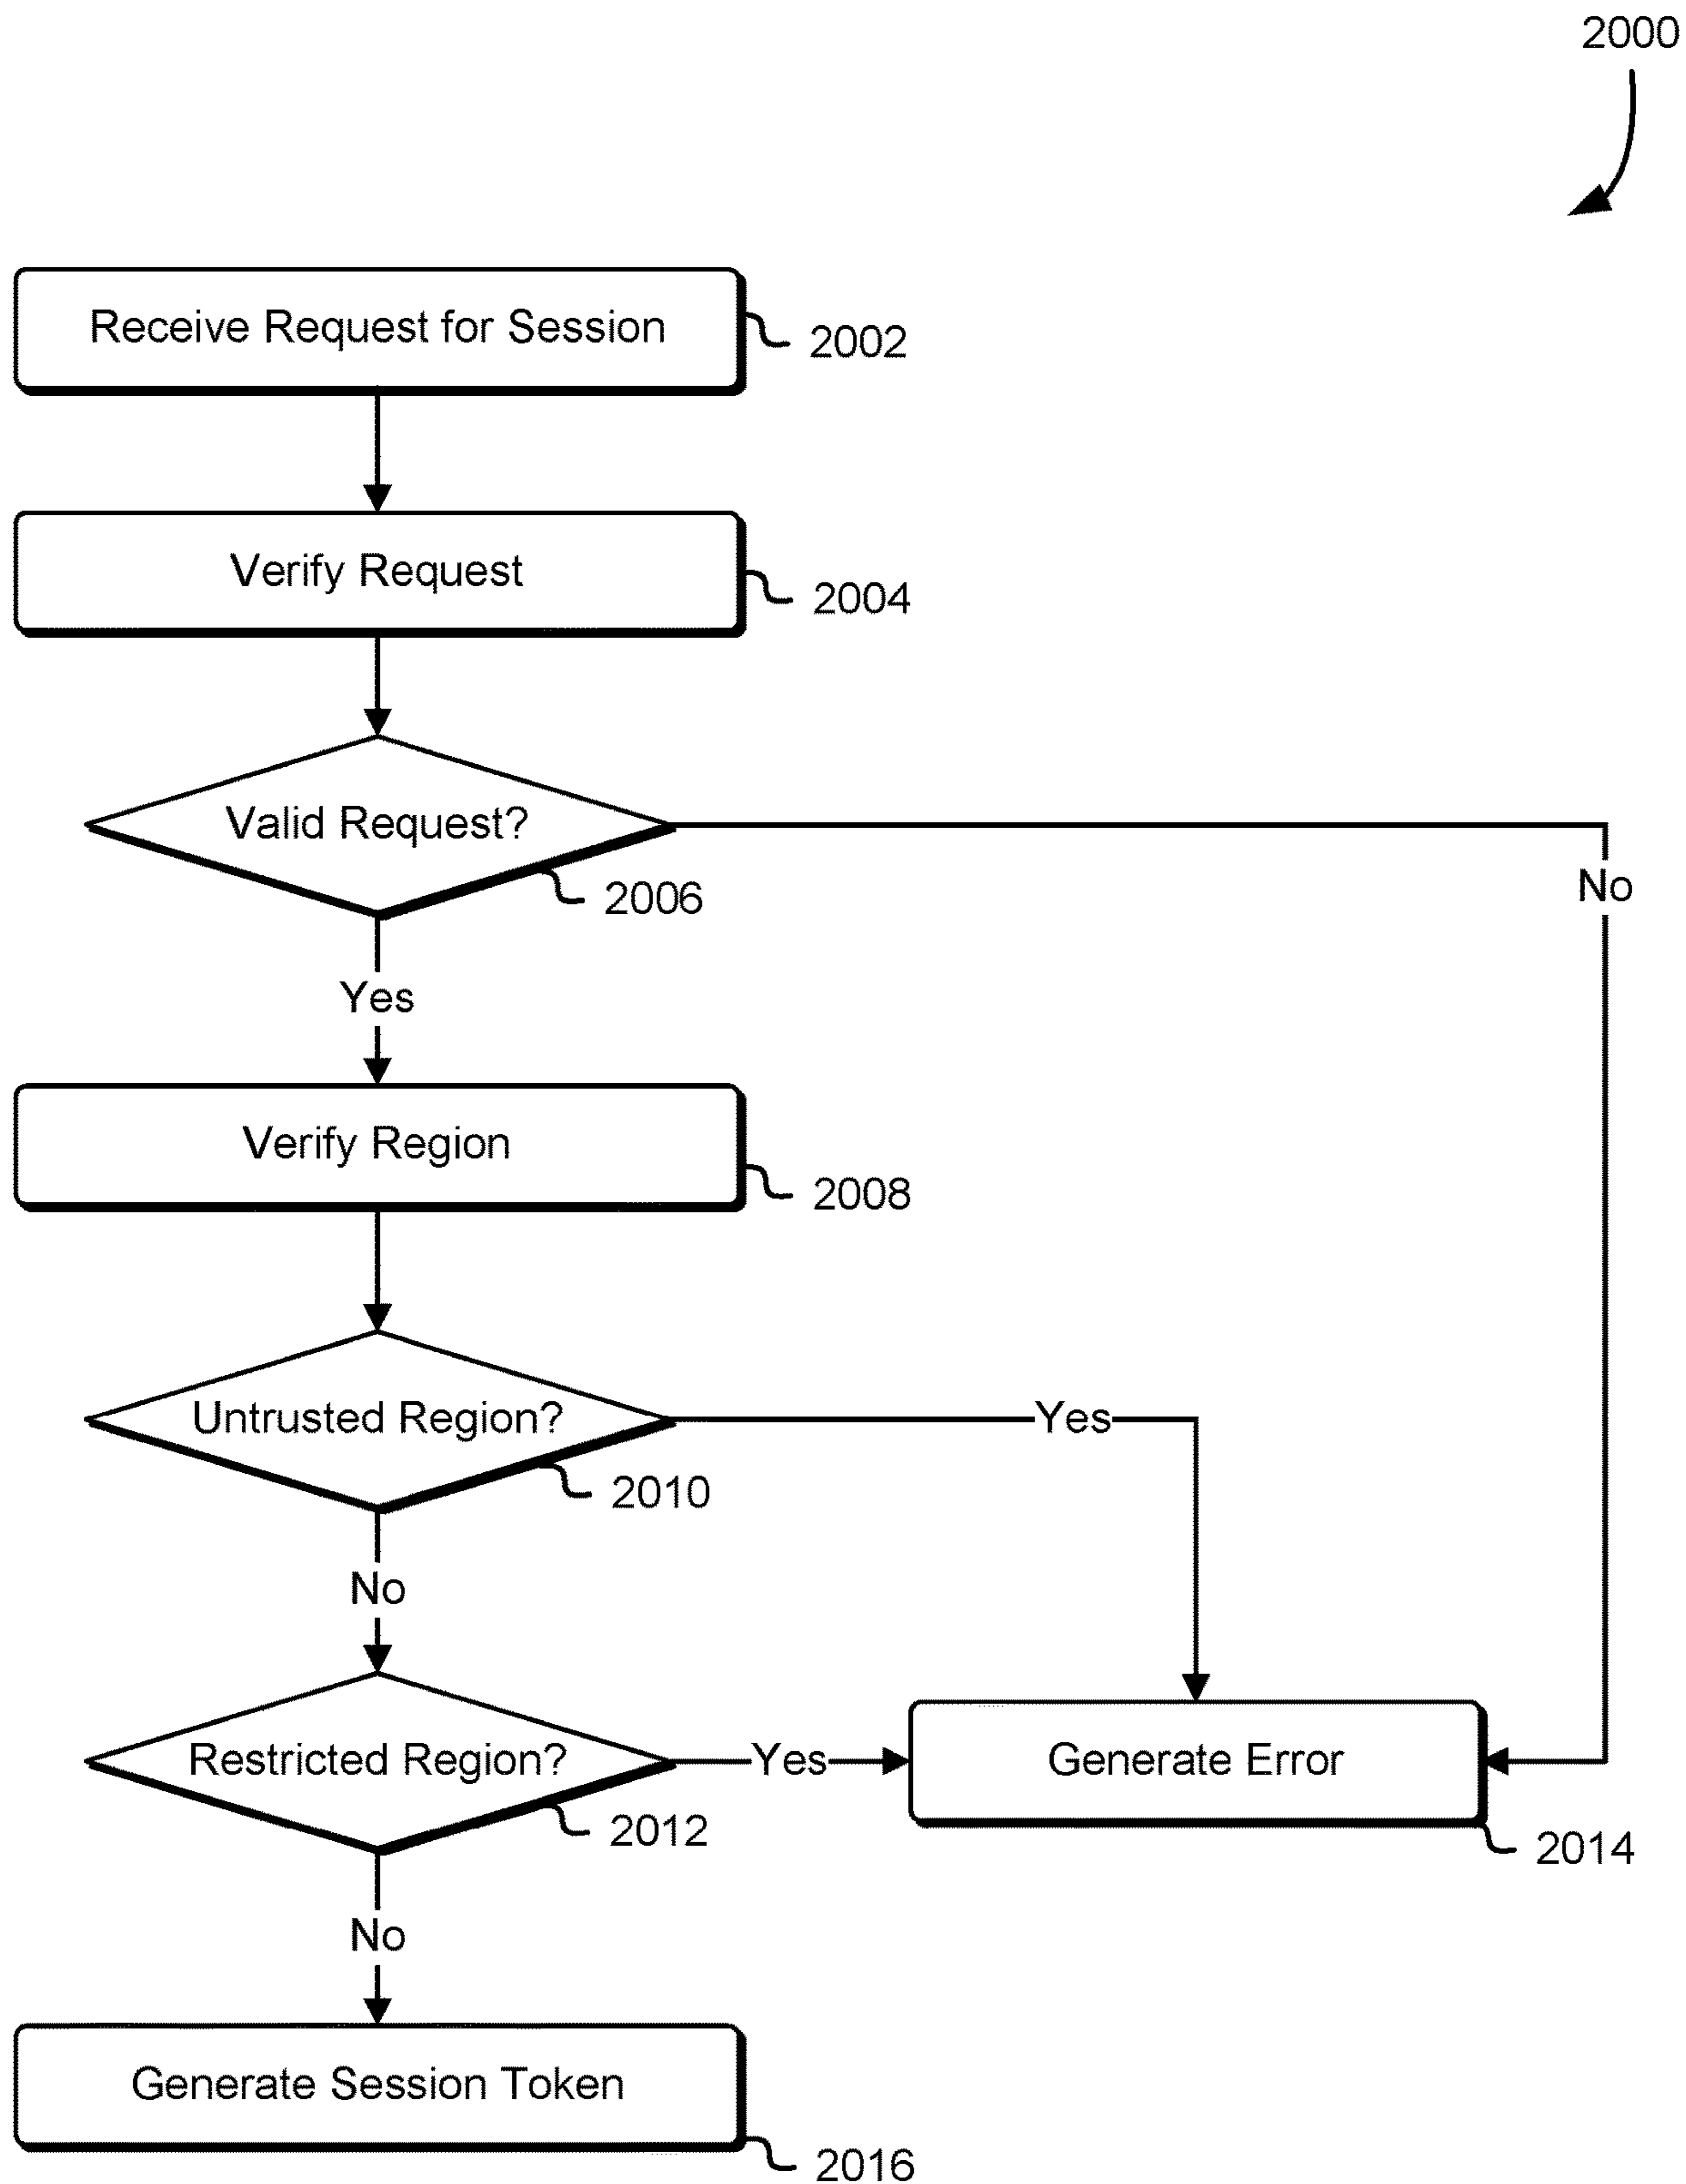 2000
Receive Request for Session
2002
Verify Request
2004
Valid Request?
2006
No
Yes
Verify Region
2008
Untrusted Region?
Yes
2010
No
Restricted Region?
Yes
Generate Error
2012
2014
No
Generate Session Token
2016